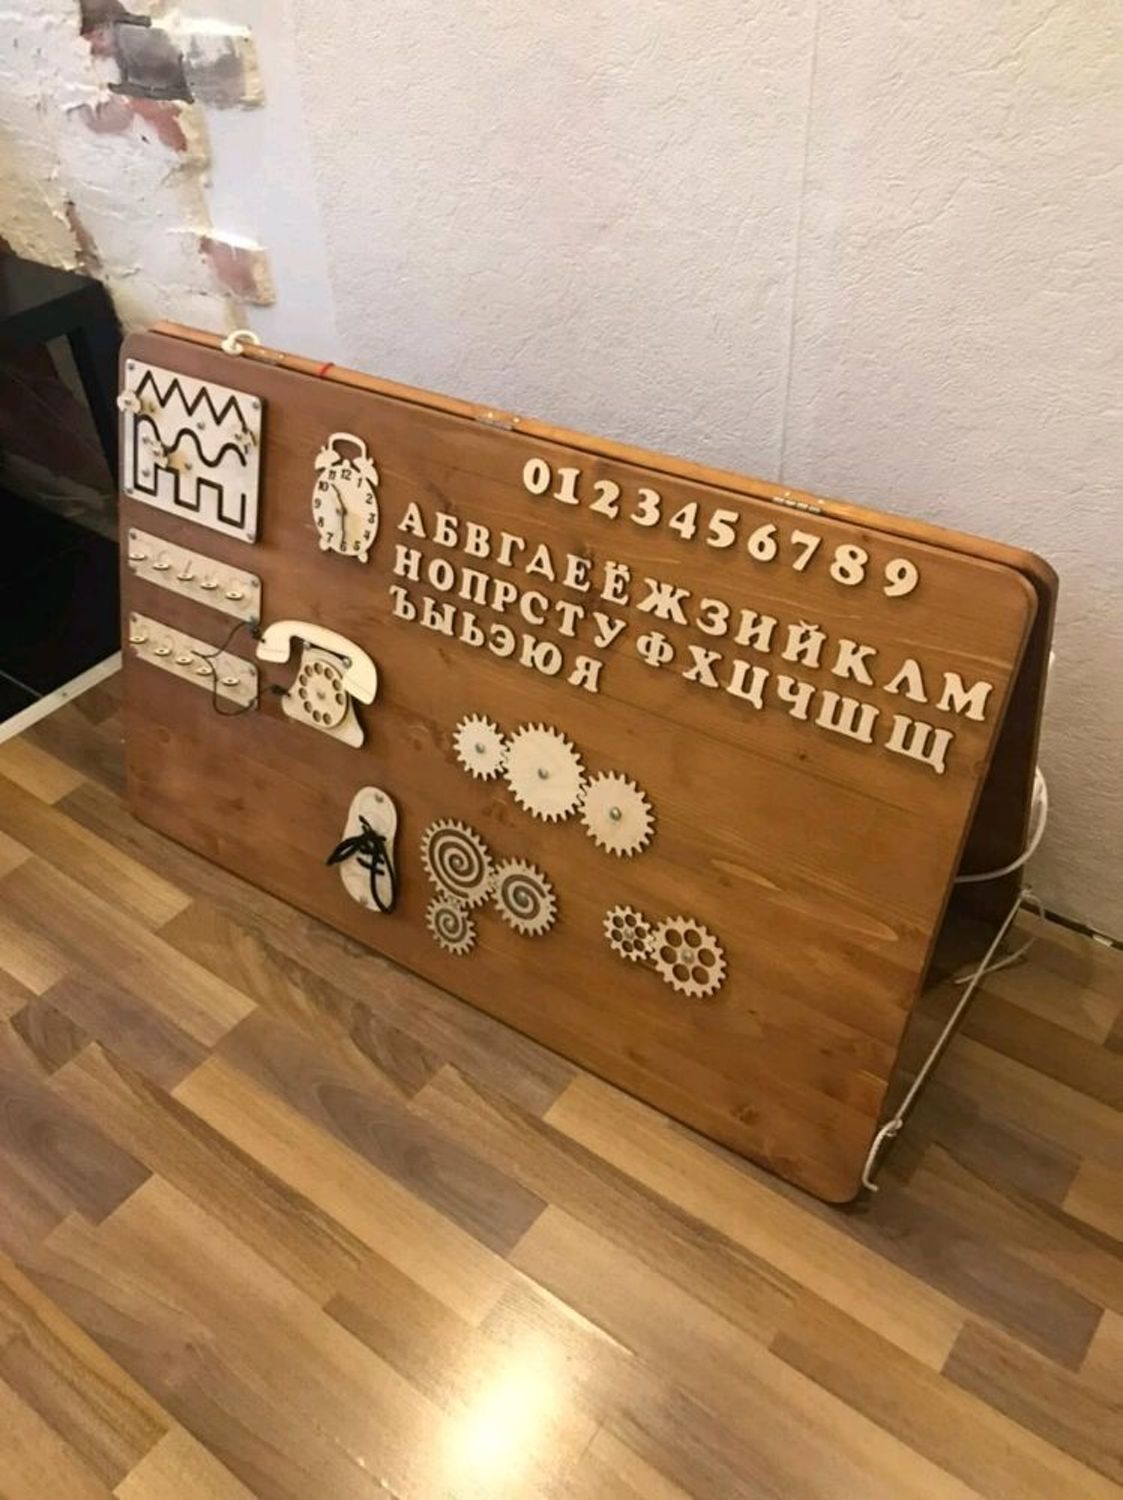 0123456789
АБВГДЕЁЖЗИЙКЛМ
НОПРСТУФХЦЧШЩ
ЪЫЬЭЮЯ